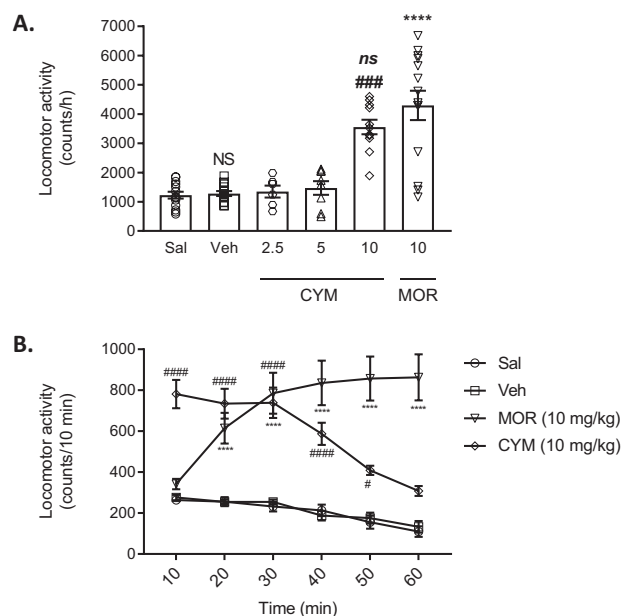 A.
Locomotor activity
(counts/h)
7000
6000
5000
4000
3000
2000
1000
0
NS
ns
###
****
Sal Veh 2.5 5 10 10
CYM MOR
B.
Locomotor activity
(counts/10 min)
1000
800
600
400
200
0
#### #### ####
**** **** **** **** ****
####
#
10 20 30 40 50 60
Time (min)
Sal
Veh
MOR (10 mg/kg)
CYM (10 mg/kg)